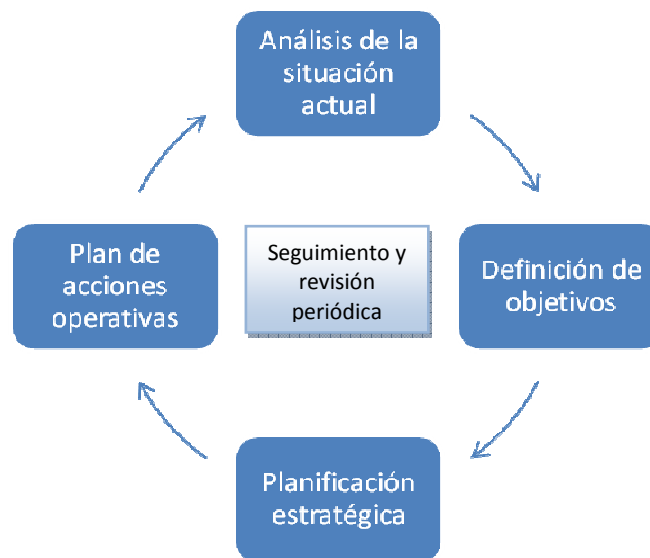 Análisis de la
situación
actual
Plan de
acciones
operativas
Seguimiento y
revisión
periódica
Definición de
objetivos
Planificación
estratégica